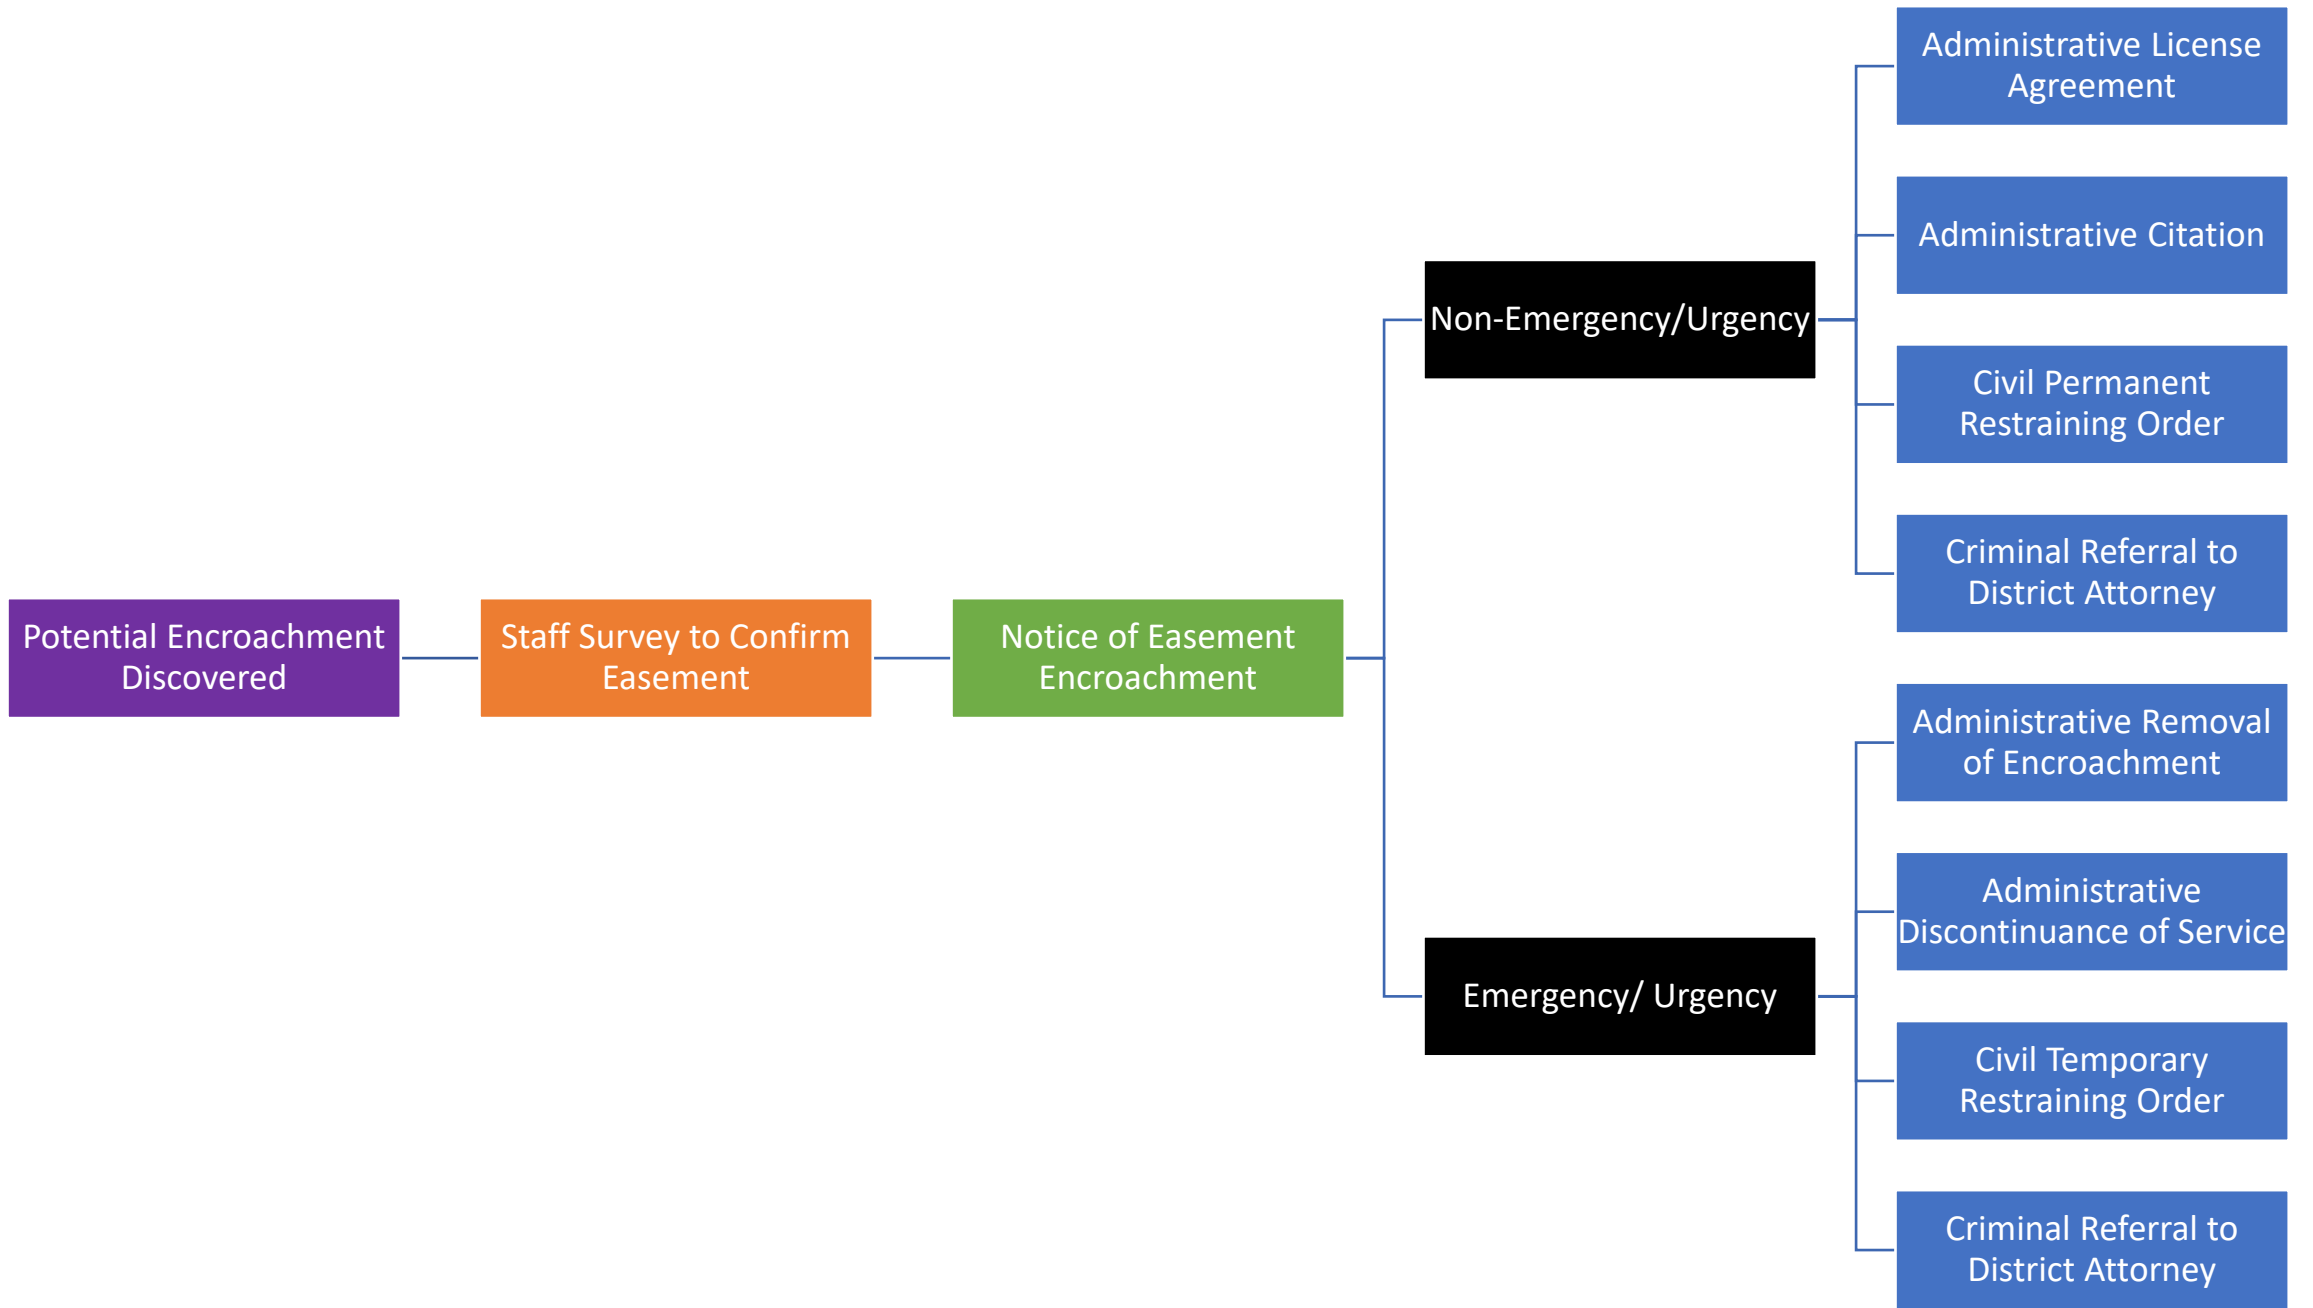 Potential Encroachment
Discovered
Staff Survey to Confirm
Easement
Notice of Easement
Encroachment
Non-Emergency/Urgency
Administrative License
Agreement
Administrative Citation
Civil Permanent
Restraining Order
Criminal Referral to
District Attorney
Emergency/ Urgency
Administrative Removal
of Encroachment
Administrative
Discontinuance of Service
Civil Temporary
Restraining Order
Criminal Referral to
District Attorney